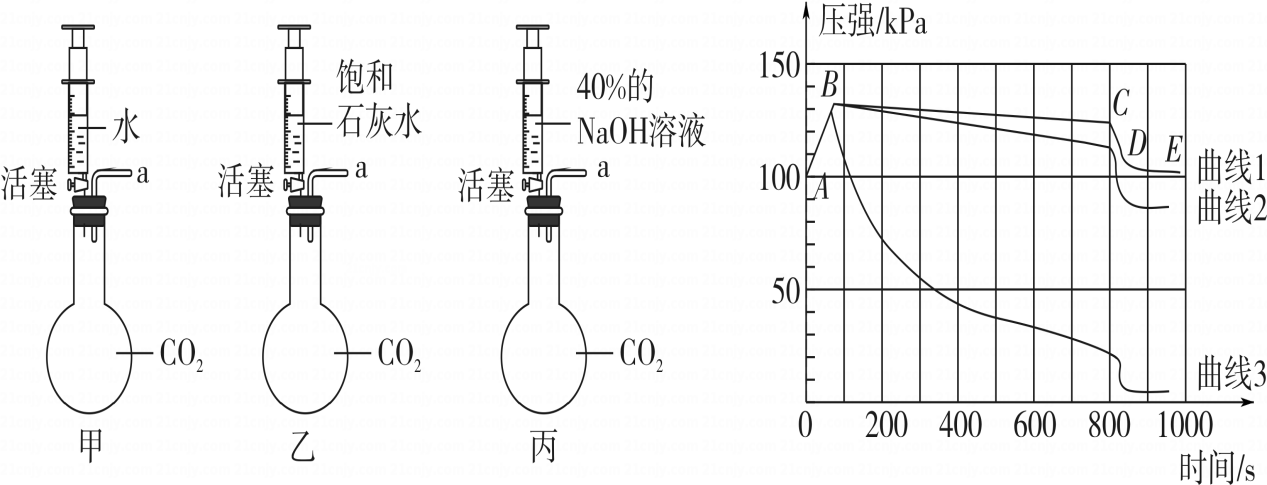 水
活塞
a
甲
饱和
石灰水
活塞
a
乙
40%的
NaOH溶液
活塞
a
丙
CO₂
CO₂
CO₂
压强/kPa
150
100
50
0
200
400
600
800
1000
时间/s
A
B
C
D
E
曲线1
曲线2
曲线3